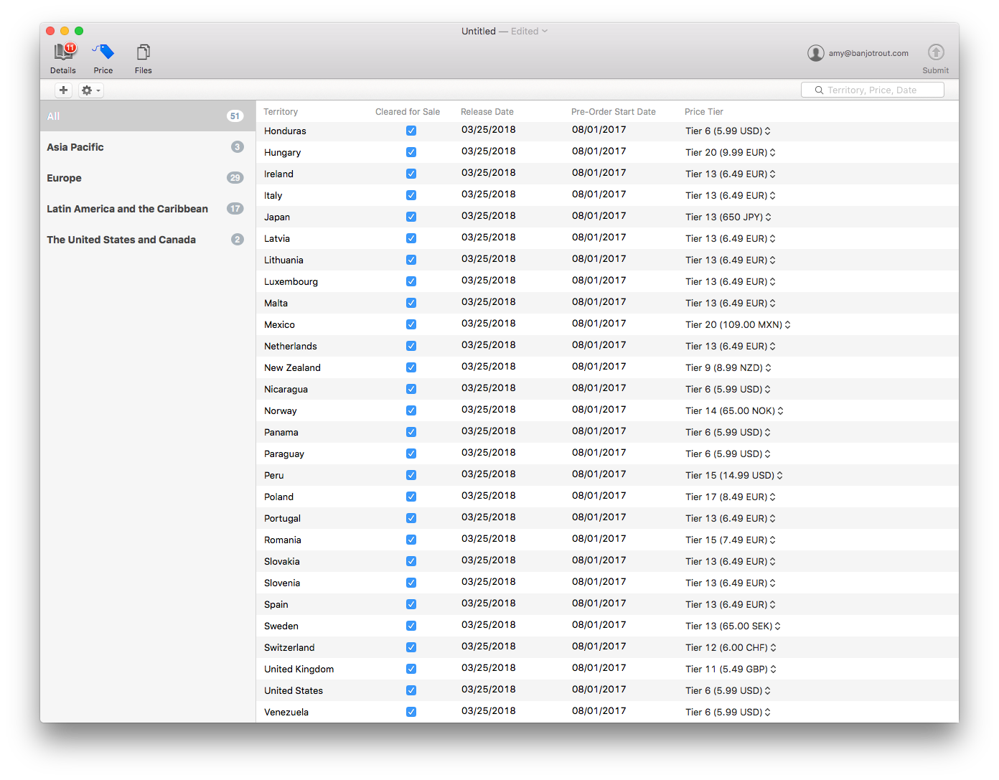 Untitled — Edited
11
Details Price Files
amy@banjotrout.com
Submit
Territory, Price, Date
All 51
Asia Pacific 3
Europe 29
Latin America and the Caribbean 17
The United States and Canada 2
Territory Cleared for Sale Release Date Pre-Order Start Date Price Tier
Honduras 03/25/2018 08/01/2017 Tier 6 (5.99 USD)
Hungary 03/25/2018 08/01/2017 Tier 20 (9.99 EUR)
Ireland 03/25/2018 08/01/2017 Tier 13 (6.49 EUR)
Italy 03/25/2018 08/01/2017 Tier 13 (6.49 EUR)
Japan 03/25/2018 08/01/2017 Tier 13 (650 JPY)
Latvia 03/25/2018 08/01/2017 Tier 13 (6.49 EUR)
Lithuania 03/25/2018 08/01/2017 Tier 13 (6.49 EUR)
Luxembourg 03/25/2018 08/01/2017 Tier 13 (6.49 EUR)
Malta 03/25/2018 08/01/2017 Tier 13 (6.49 EUR)
Mexico 03/25/2018 08/01/2017 Tier 20 (109.00 MXN)
Netherlands 03/25/2018 08/01/2017 Tier 13 (6.49 EUR)
New Zealand 03/25/2018 08/01/2017 Tier 9 (8.99 NZD)
Nicaragua 03/25/2018 08/01/2017 Tier 6 (5.99 USD)
Norway 03/25/2018 08/01/2017 Tier 14 (65.00 NOK)
Panama 03/25/2018 08/01/2017 Tier 6 (5.99 USD)
Paraguay 03/25/2018 08/01/2017 Tier 6 (5.99 USD)
Peru 03/25/2018 08/01/2017 Tier 15 (14.99 USD)
Poland 03/25/2018 08/01/2017 Tier 17 (8.49 EUR)
Portugal 03/25/2018 08/01/2017 Tier 13 (6.49 EUR)
Romania 03/25/2018 08/01/2017 Tier 15 (7.49 EUR)
Slovakia 03/25/2018 08/01/2017 Tier 13 (6.49 EUR)
Slovenia 03/25/2018 08/01/2017 Tier 13 (6.49 EUR)
Spain 03/25/2018 08/01/2017 Tier 13 (6.49 EUR)
Sweden 03/25/2018 08/01/2017 Tier 13 (65.00 SEK)
Switzerland 03/25/2018 08/01/2017 Tier 12 (6.00 CHF)
United Kingdom 03/25/2018 08/01/2017 Tier 11 (5.49 GBP)
United States 03/25/2018 08/01/2017 Tier 6 (5.99 USD)
Venezuela 03/25/2018 08/01/2017 Tier 6 (5.99 USD)